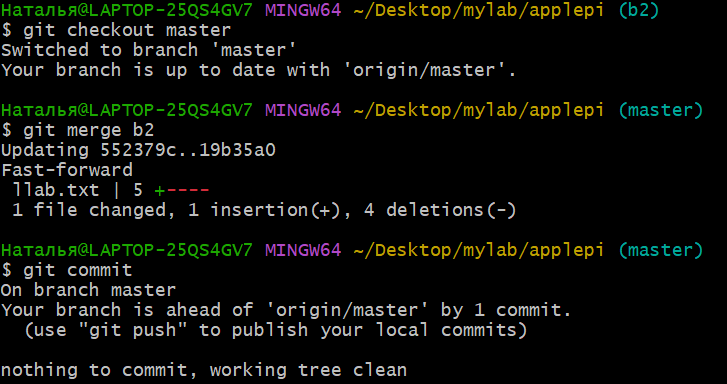 Наталья@LAPTOP-25QS4GV7 MINGW64 ~/Desktop/mylab/applepi (b2)
$ git checkout master
Switched to branch 'master'
Your branch is up to date with 'origin/master'.

Наталья@LAPTOP-25QS4GV7 MINGW64 ~/Desktop/mylab/applepi (master)
$ git merge b2
Updating 552379c..19b35a0
Fast-forward
 llab.txt | 5 +----
 1 file changed, 1 insertion(+), 4 deletions(-)

Наталья@LAPTOP-25QS4GV7 MINGW64 ~/Desktop/mylab/applepi (master)
$ git commit
On branch master
Your branch is ahead of 'origin/master' by 1 commit.
  (use "git push" to publish your local commits)

nothing to commit, working tree clean